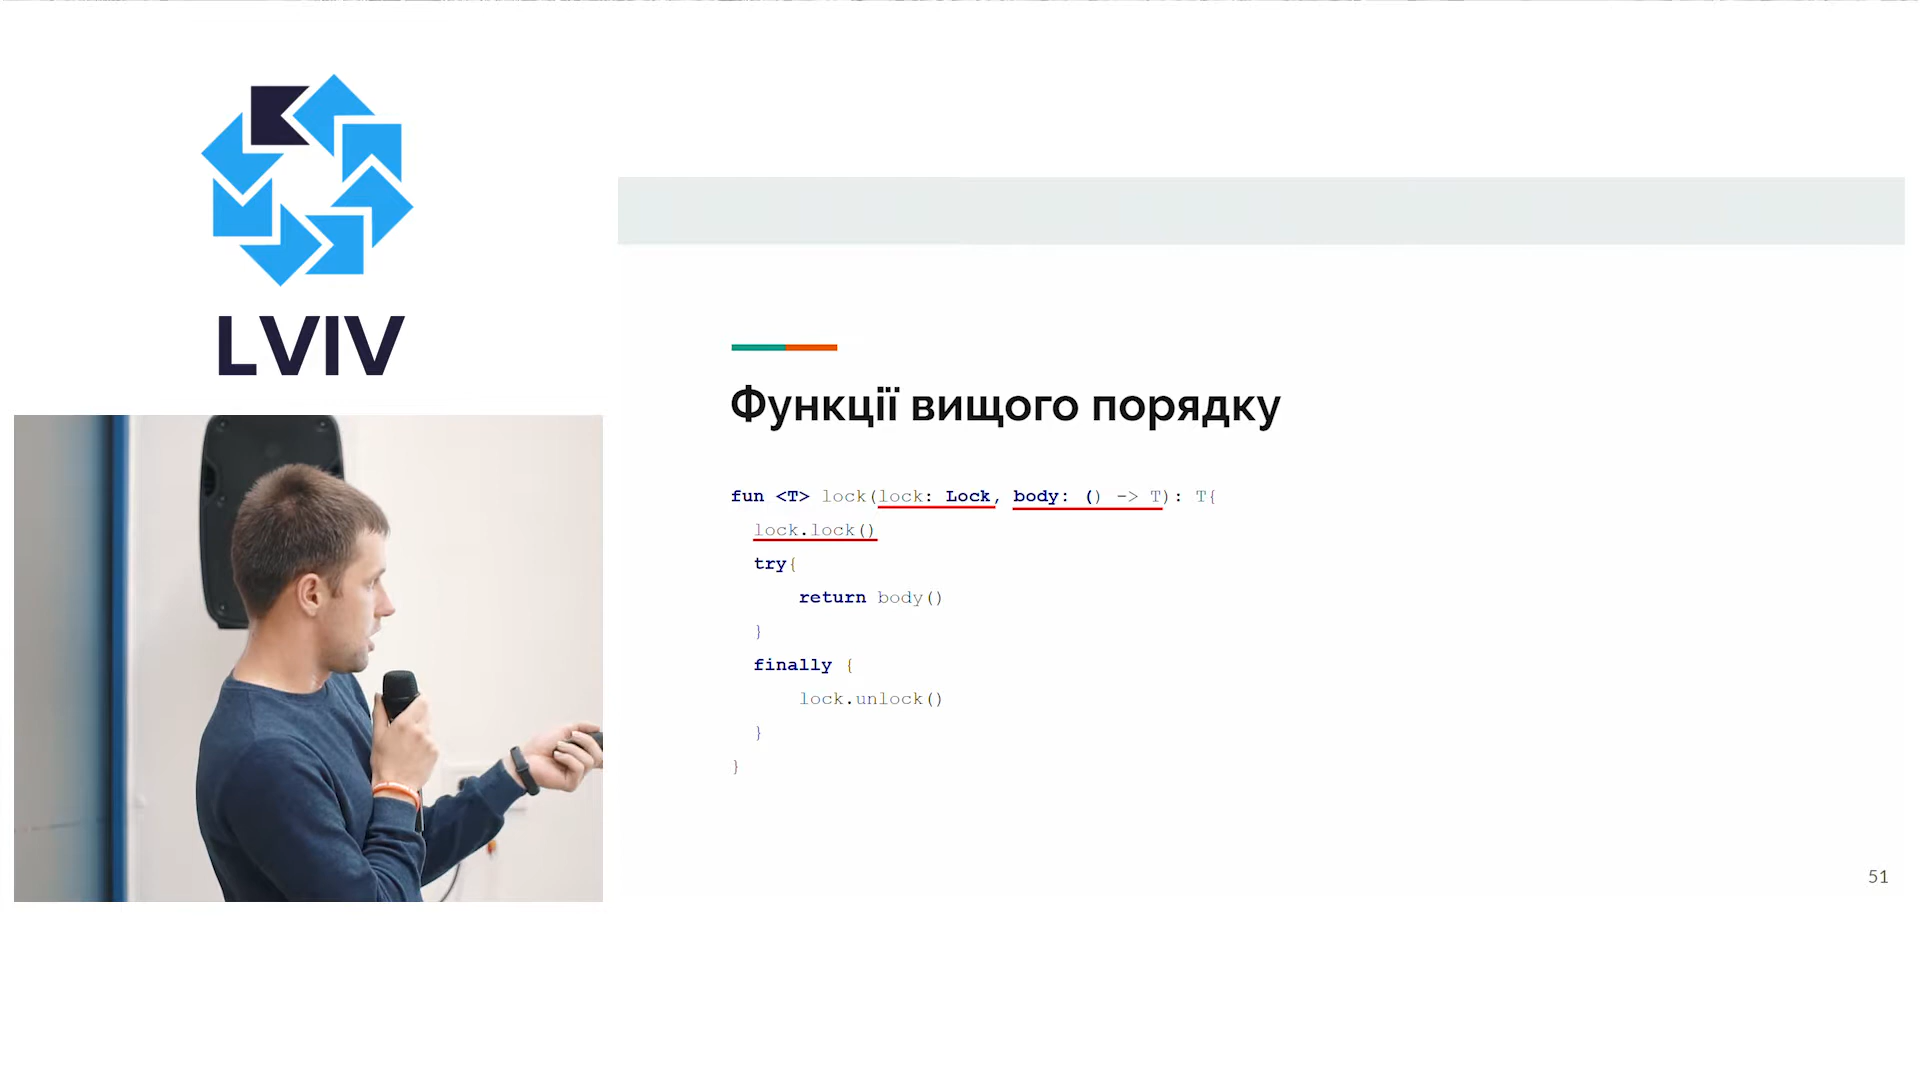 LVIV
Функції вищого порядку
fun <T> lock(lock: Lock, body: () -> T): T{
lock.lock()
try{
return body()
}
finally {
lock.unlock()
}
}
51